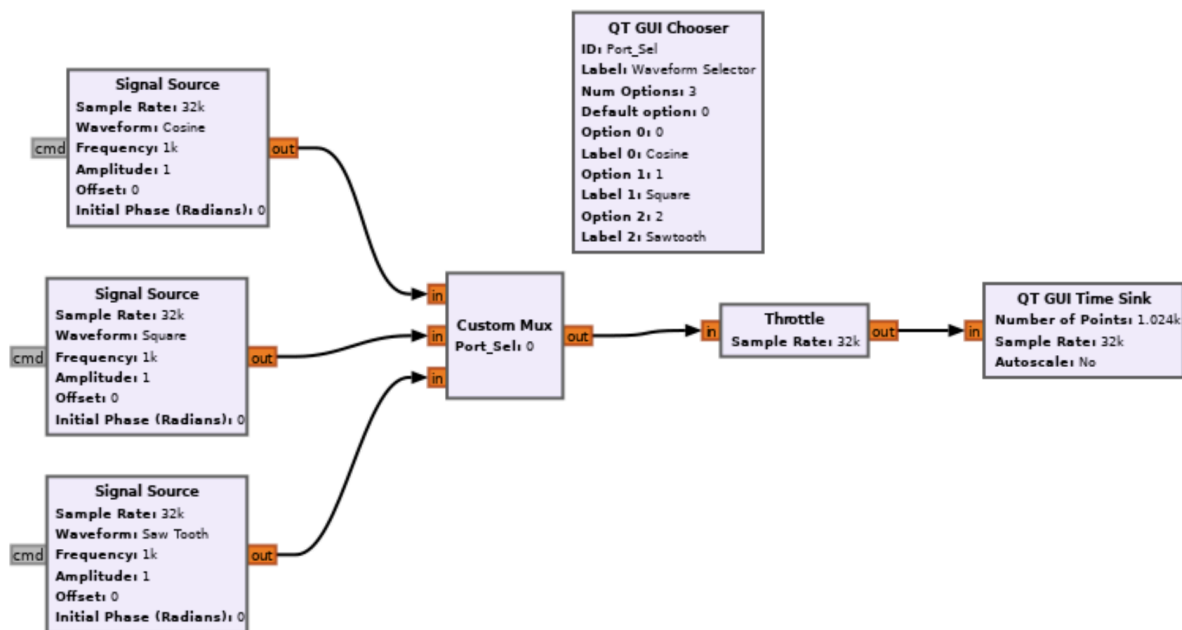 QT GUI Chooser
ID: Port_Sel
Label: Waveform Selector
Num Options: 3
Default option: 0
Option 0: 0
Label 0: Cosine
Option 1: 1
Label 1: Square
Option 2: 2
Label 2: Sawtooth
Signal Source
Sample Rate: 32k
Waveform: Cosine
Frequency: 1k
Amplitude: 1
Offset: 0
Initial Phase (Radians): 0
cmd
out
Signal Source
Sample Rate: 32k
Waveform: Square
Frequency: 1k
Amplitude: 1
Offset: 0
Initial Phase (Radians): 0
cmd
out
Signal Source
Sample Rate: 32k
Waveform: Saw Tooth
Frequency: 1k
Amplitude: 1
Offset: 0
Initial Phase (Radians): 0
cmd
out
in
in
in
Custom Mux
Port_Sel: 0
out
in
Throttle
Sample Rate: 32k
out
in
QT GUI Time Sink
Number of Points: 1.024k
Sample Rate: 32k
Autoscale: No